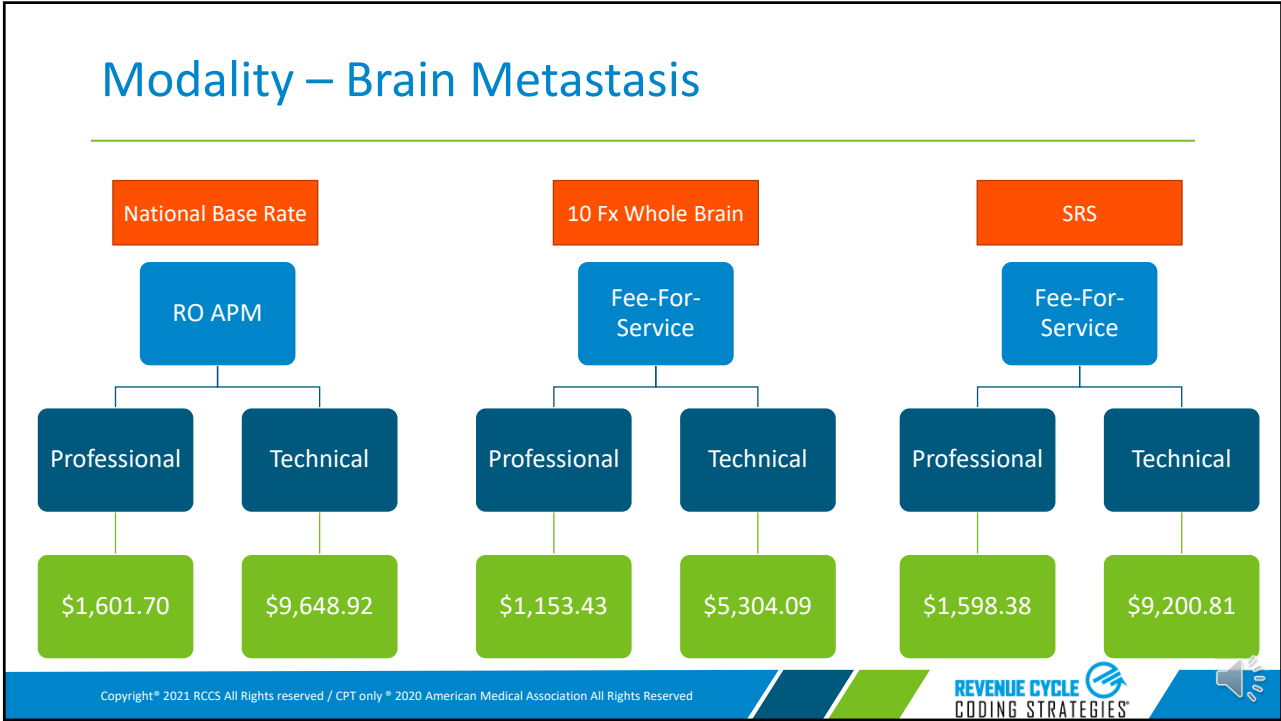 Modality – Brain Metastasis
National Base Rate
10 Fx Whole Brain
SRS
RO APM
Fee-For-
Service
Fee-For-
Service
Professional
Technical
Professional
Technical
Professional
Technical
$1,601.70
$9,648.92
$1,153.43
$5,304.09
$1,598.38
$9,200.81
Copyright® 2021 RCCS All Rights reserved / CPT only ® 2020 American Medical Association All Rights Reserved
REVENUE CYCLE
CODING STRATEGIES®